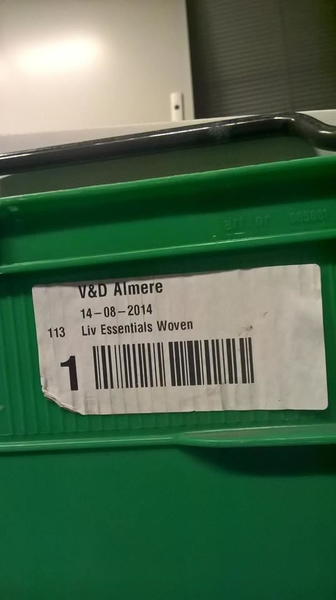 V&D Almere
14-08-2014
113 Liv Essentials Woven
1